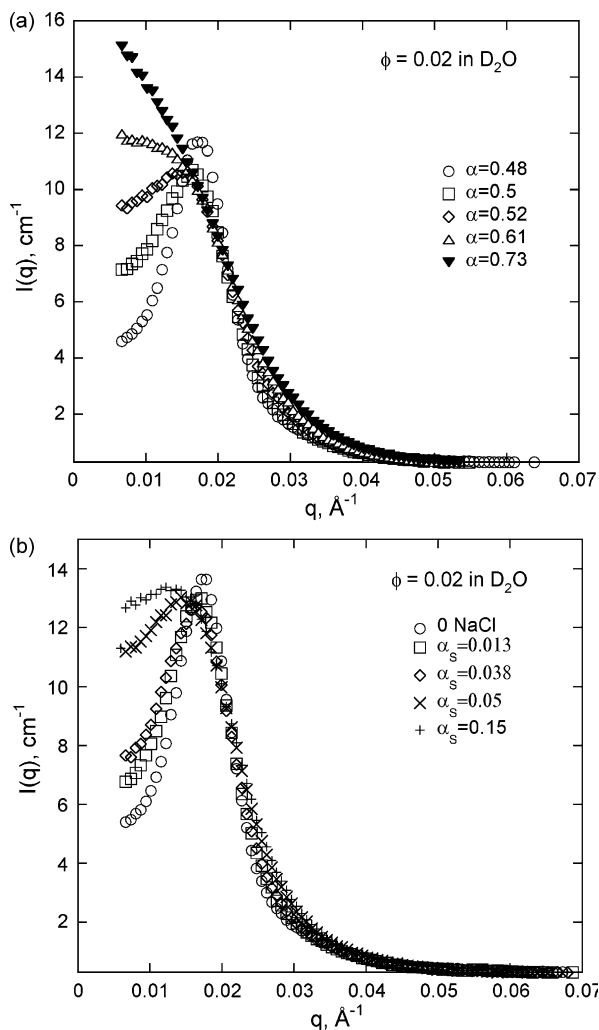 (a)
16
14
12
10
8
6
4
2
I(q), cm⁻¹
ϕ = 0.02 in D₂O
α=0.48
α=0.5
α=0.52
α=0.61
α=0.73
0 0.01 0.02 0.03 0.04 0.05 0.06 0.07
q, Å⁻¹
(b)
14
12
10
8
6
4
2
I(q), cm⁻¹
ϕ = 0.02 in D₂O
0 NaCl
αₛ=0.013
αₛ=0.038
αₛ=0.05
αₛ=0.15
0 0.01 0.02 0.03 0.04 0.05 0.06 0.07
q, Å⁻¹